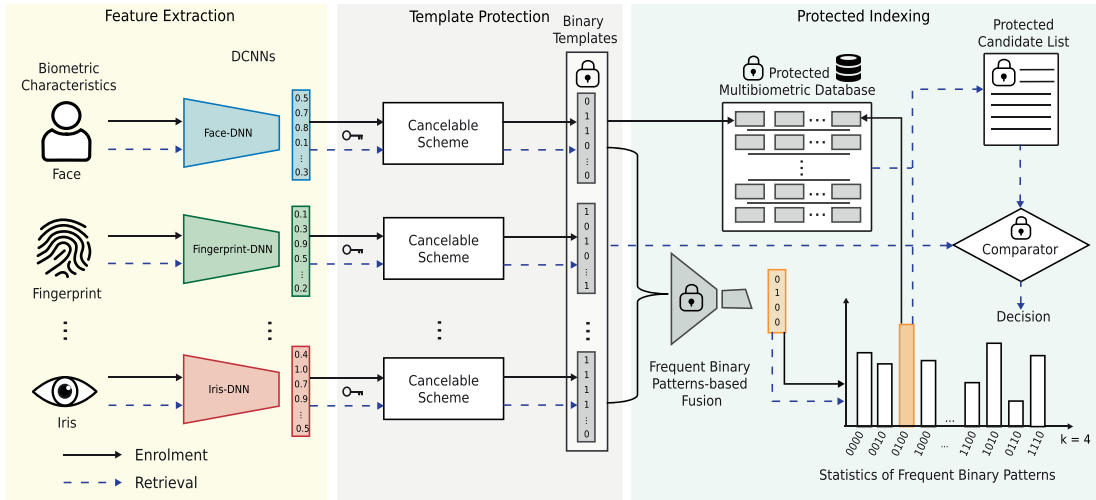 Feature Extraction
Template Protection
Protected Indexing
Biometric
Characteristics
DCNNs
Binary
Templates
Protected
Multibiometric Database
Protected
Candidate List
Face
Face-DNN
0.5
0.7
0.8
0.1
...
0.3
Cancelable
Scheme
0
1
1
0
...
0
...
...
...
...
...
Fingerprint
Fingerprint-DNN
0.1
0.3
0.9
0.5
...
0.2
Cancelable
Scheme
1
0
1
0
...
1
Comparator
Decision
...
...
...
...
Iris
Iris-DNN
0.4
1.0
0.7
0.9
...
0.5
Cancelable
Scheme
1
1
1
1
1
...
0
Frequent Binary
Patterns-based
Fusion
0
1
0
0
0000
0010
0100
1000
...
...
1100
1010
0110
1110
k = 4
Statistics of Frequent Binary Patterns
Enrolment
Retrieval